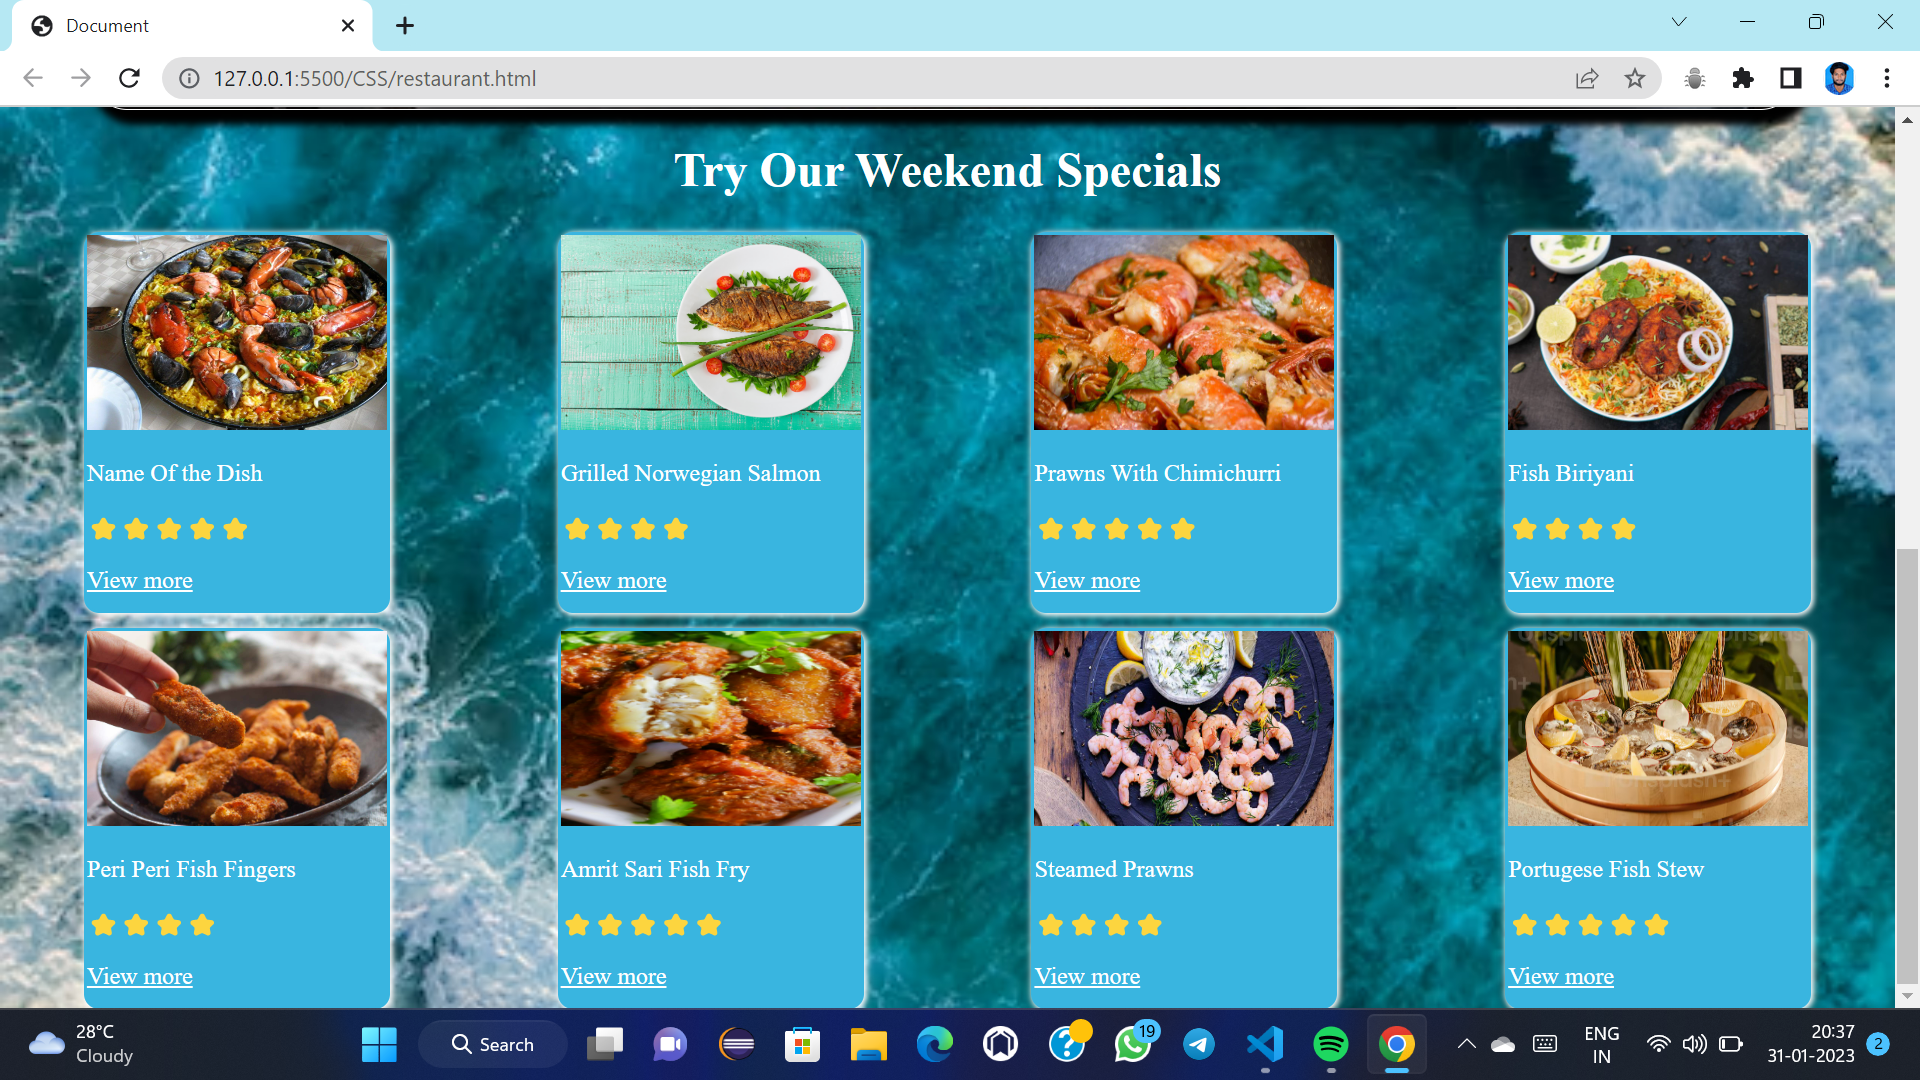 Document
127.0.0.1:5500/CSS/restaurant.html
Try Our Weekend Specials
Name Of the Dish
Grilled Norwegian Salmon
Prawns With Chimichurri
Fish Biriyani
View more
View more
View more
View more
Peri Peri Fish Fingers
Amrit Sari Fish Fry
Steamed Prawns
Portugese Fish Stew
View more
View more
View more
View more
28°C
Cloudy
Search
19
ENG
IN
20:37
31-01-2023
2